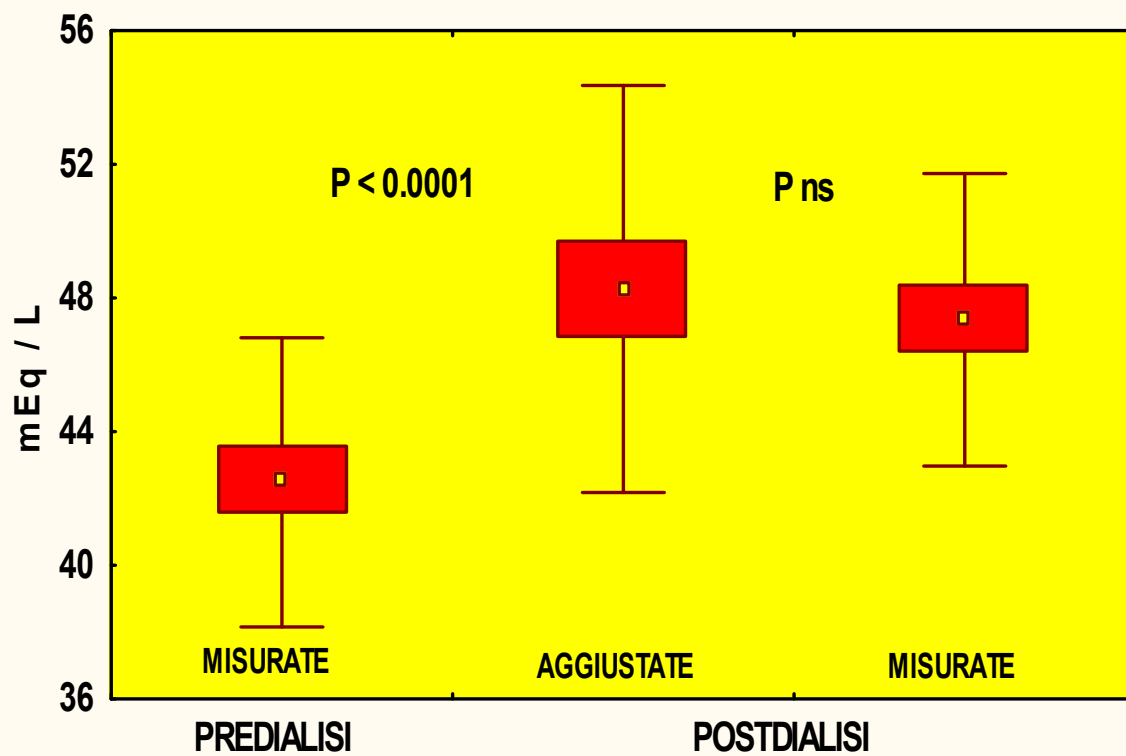 56
52
P < 0.0001
P ns
48
mEq / L
44
40
MISURATE
AGGIUSTATE
MISURATE
36
PREDIALISI
POSTDIALISI